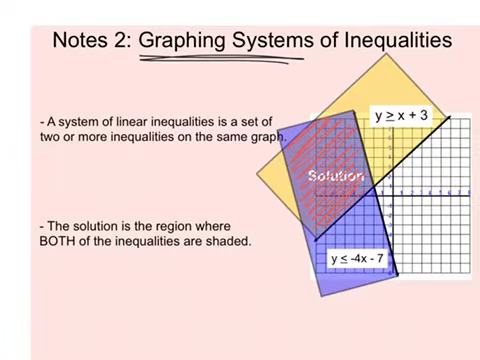 Notes 2: Graphing Systems of Inequalities
- A system of linear inequalities is a set of
two or more inequalities on the same graph.
y ≥ x + 3
Solution
- The solution is the region where
BOTH of the inequalities are shaded.
y ≤ -4x - 7